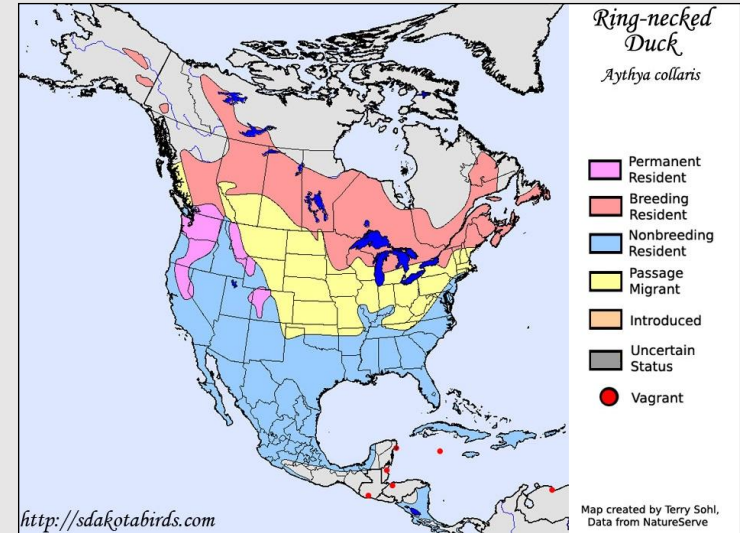 Ring-necked
Duck
Aythya collaris
Permanent
Resident
Breeding
Resident
Nonbreeding
Resident
Passage
Migrant
Introduced
Uncertain
Status
Vagrant
Map created by Terry Sohl,
Data from NatureServe
http://sdakotabirds.com